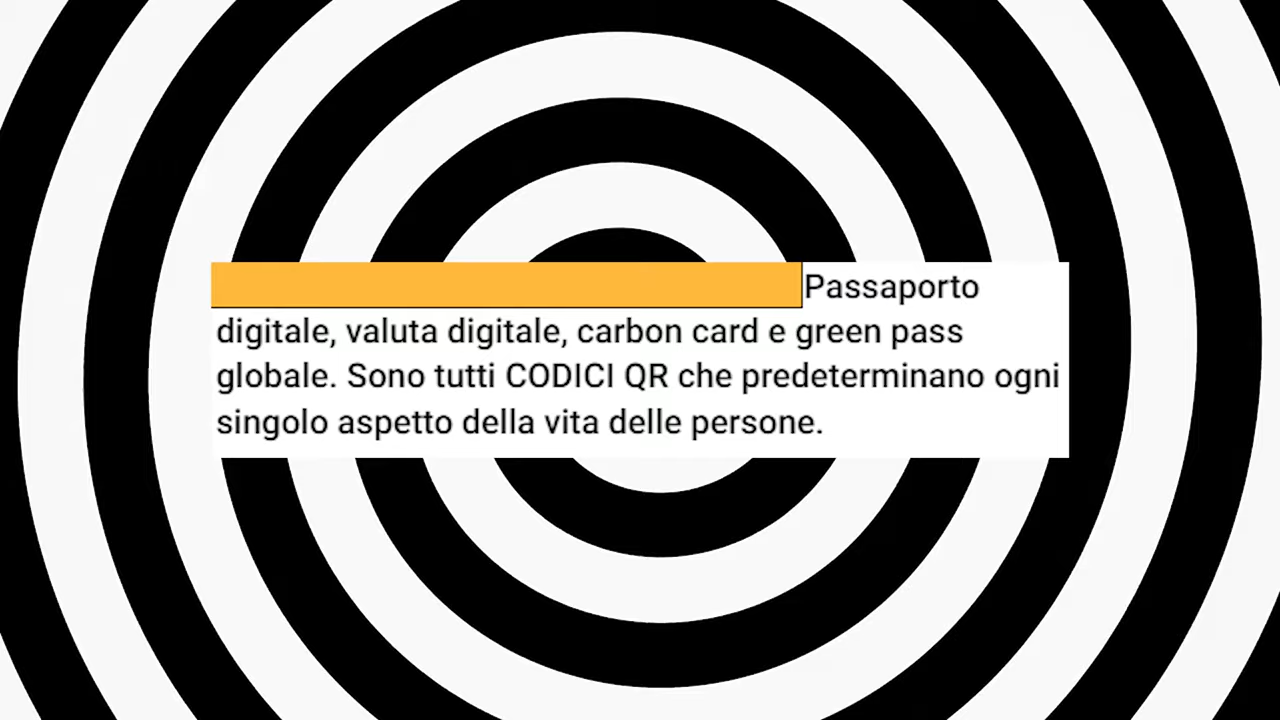 Passaporto
digitale, valuta digitale, carbon card e green pass
globale. Sono tutti CODICI QR che predeterminano ogni
singolo aspetto della vita delle persone.